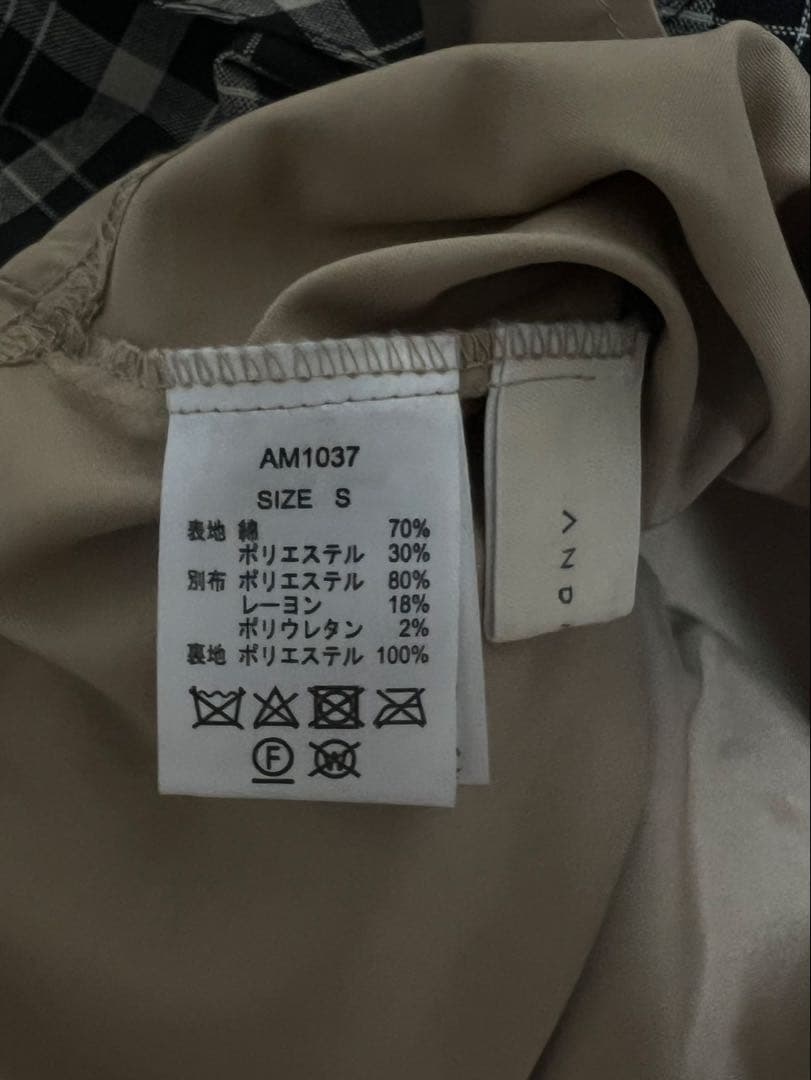 AM1037
SIZE S
表地 綿 70%
ポリエステル 30%
別布 ポリエステル 80%
レーヨン 18%
ポリウレタン 2%
裏地 ポリエステル 100%
F
W
AND